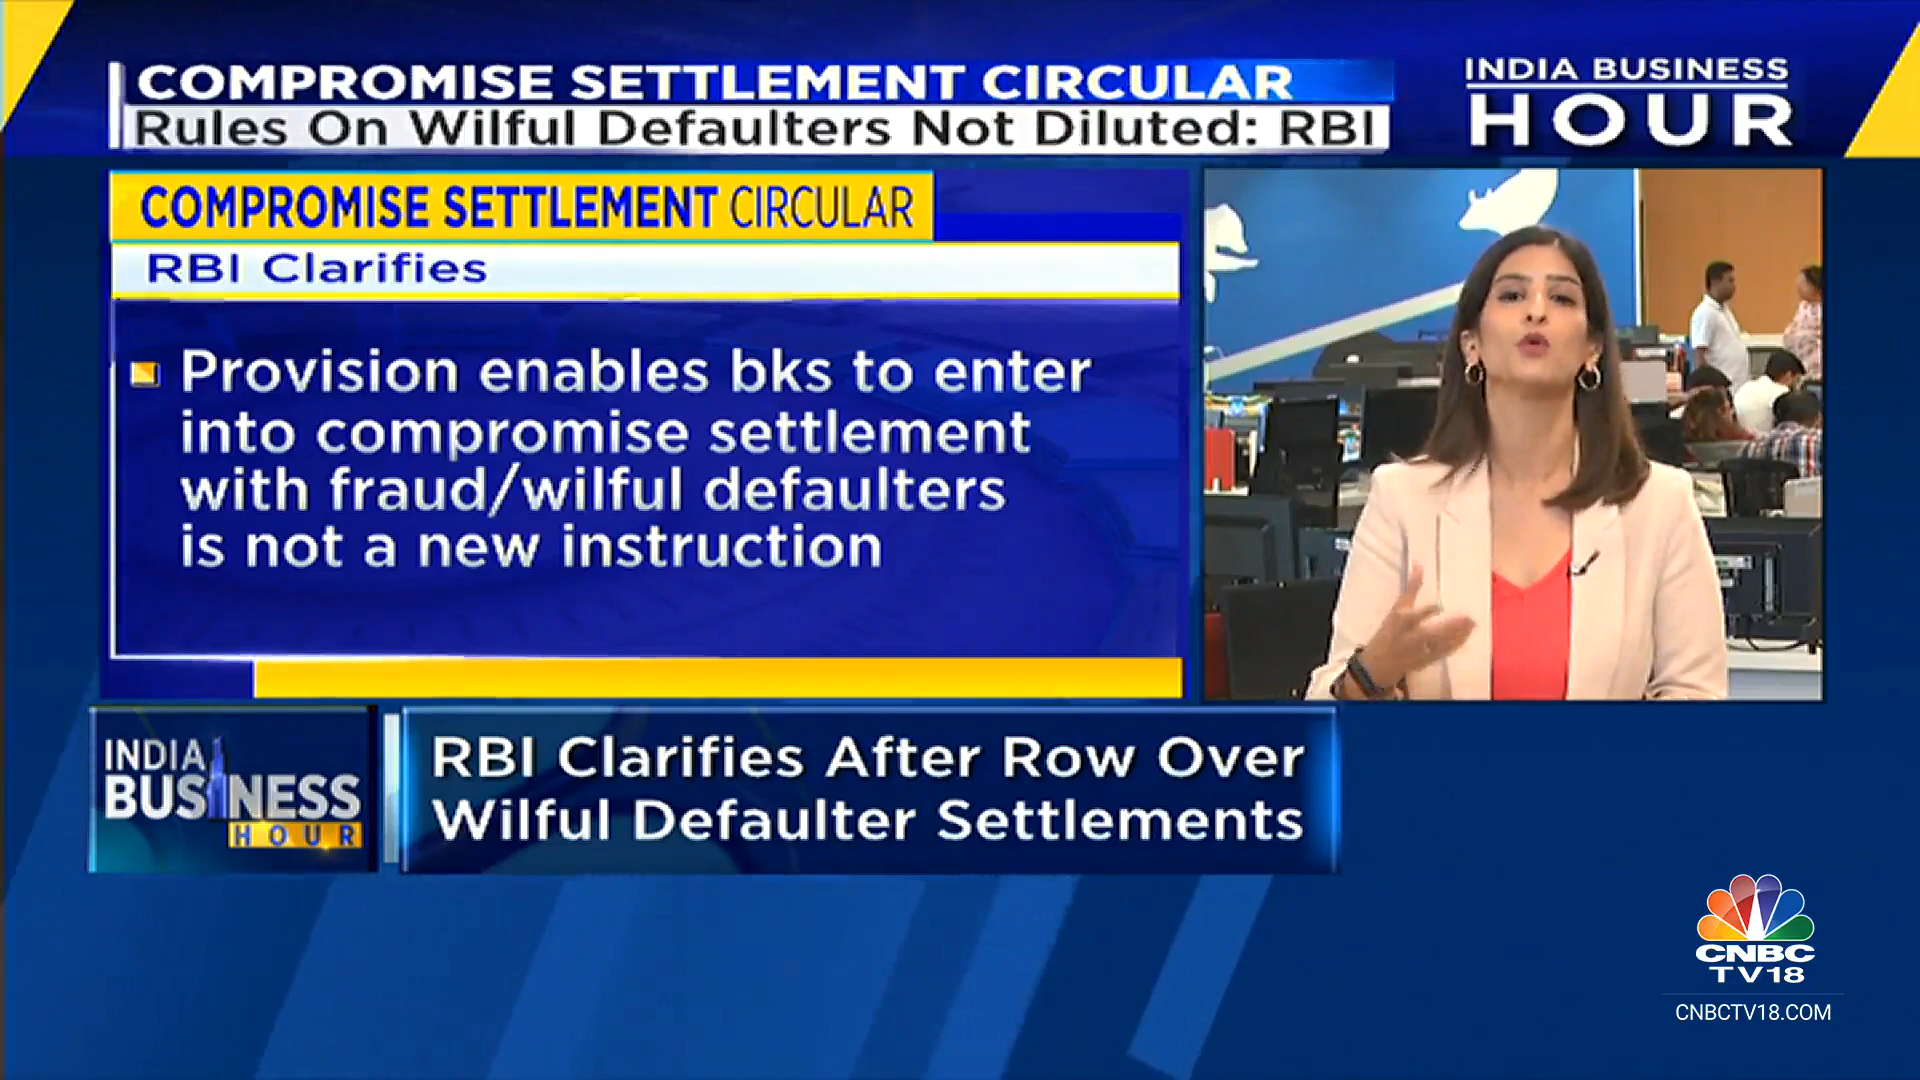 COMPROMISE SETTLEMENT CIRCULAR
Rules On Wilful Defaulters Not Diluted: RBI
INDIA BUSINESS
HOUR
COMPROMISE SETTLEMENT CIRCULAR
RBI Clarifies
Provision enables bks to enter
into compromise settlement
with fraud/wilful defaulters
is not a new instruction
INDIA
BUSINESS
HOUR
RBI Clarifies After Row Over
Wilful Defaulter Settlements
CNBC
TV18
CNBCTV18.COM